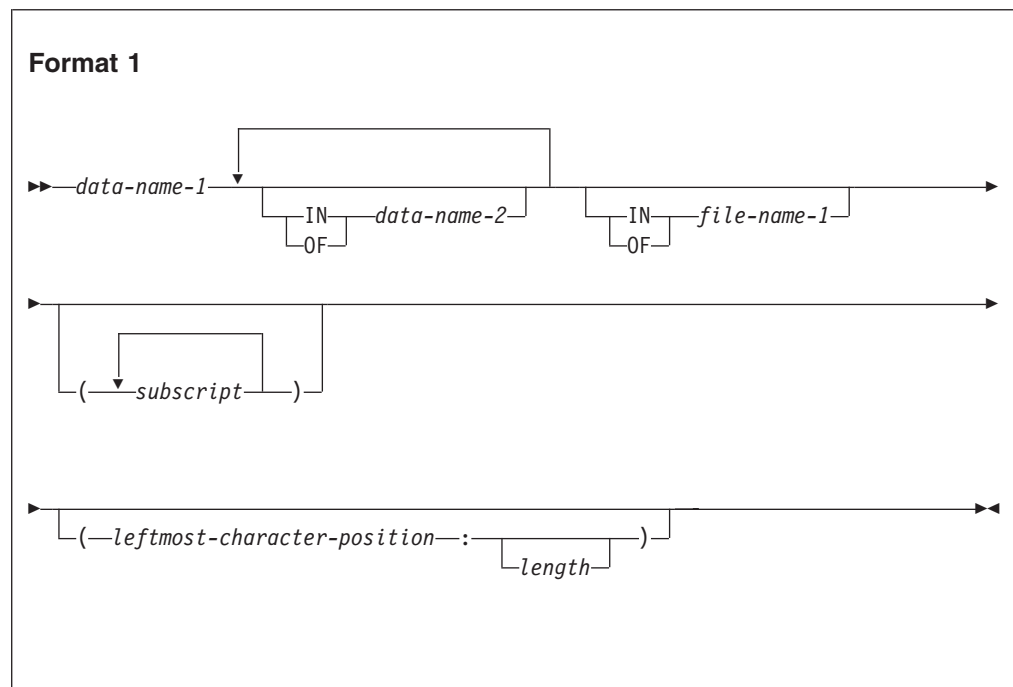 Format 1
data-name-1
IN data-name-2 IN file-name-1
OF OF
( subscript )
( leftmost-character-position : )
length